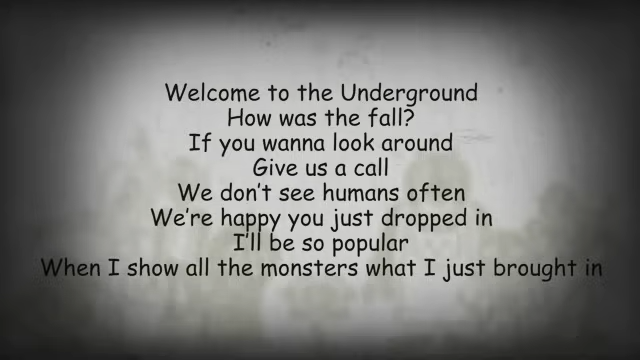 Welcome to the Underground
How was the fall?
If you wanna look around
Give us a call
We don't see humans often
We're happy you just dropped in
I'll be so popular
When I show all the monsters what I just brought in